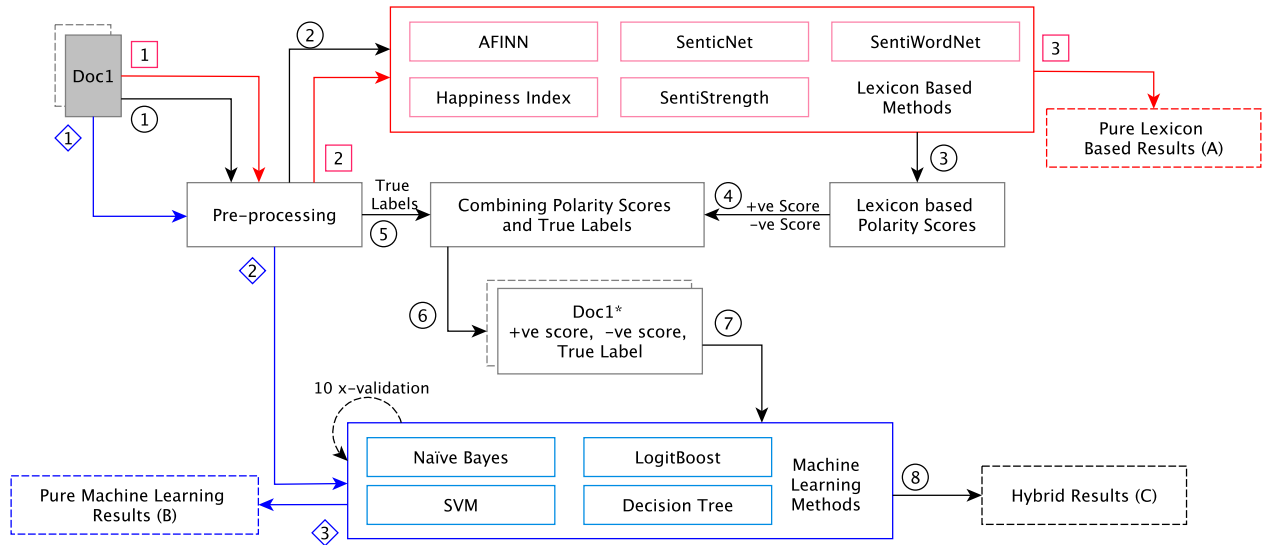 Doc1
1
1
1
2
2
AFINN
SenticNet
SentiWordNet
Happiness Index
SentiStrength
Lexicon Based
Methods
3
Pure Lexicon
Based Results (A)
3
Pre-processing
True
Labels
5
Combining Polarity Scores
and True Labels
4
+ve Score
-ve Score
Lexicon based
Polarity Scores
2
6
Doc1*
+ve score, -ve score,
True Label
7
10 x-validation
Naïve Bayes
LogitBoost
SVM
Decision Tree
Machine
Learning
Methods
8
Hybrid Results (C)
Pure Machine Learning
Results (B)
3